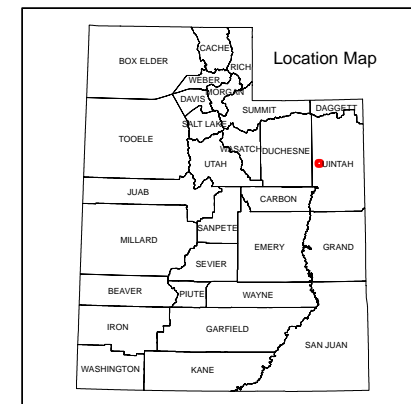 Location Map
BOX ELDER
CACHE
RICH
WEBER
MORGAN
DAVIS
SUMMIT
DAGGETT
SALT LAKE
TOOELE
WASATCH
DUCHESNE
UINTAH
UTAH
JUAB
CARBON
SANPETE
MILLARD
EMERY
GRAND
SEVIER
BEAVER
PIUTE
WAYNE
IRON
GARFIELD
SAN JUAN
WASHINGTON
KANE